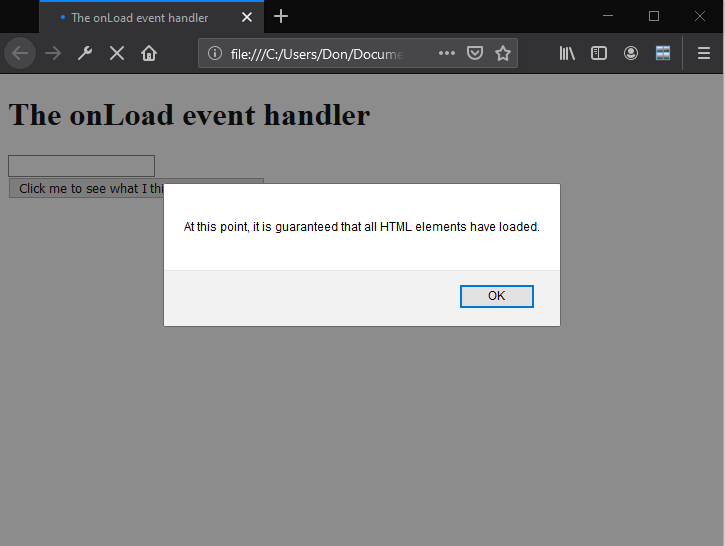 The onLoad event handler
file:///C:/Users/Don/Docume
The onLoad event handler
Click me to see what I thi
At this point, it is guaranteed that all HTML elements have loaded.
OK